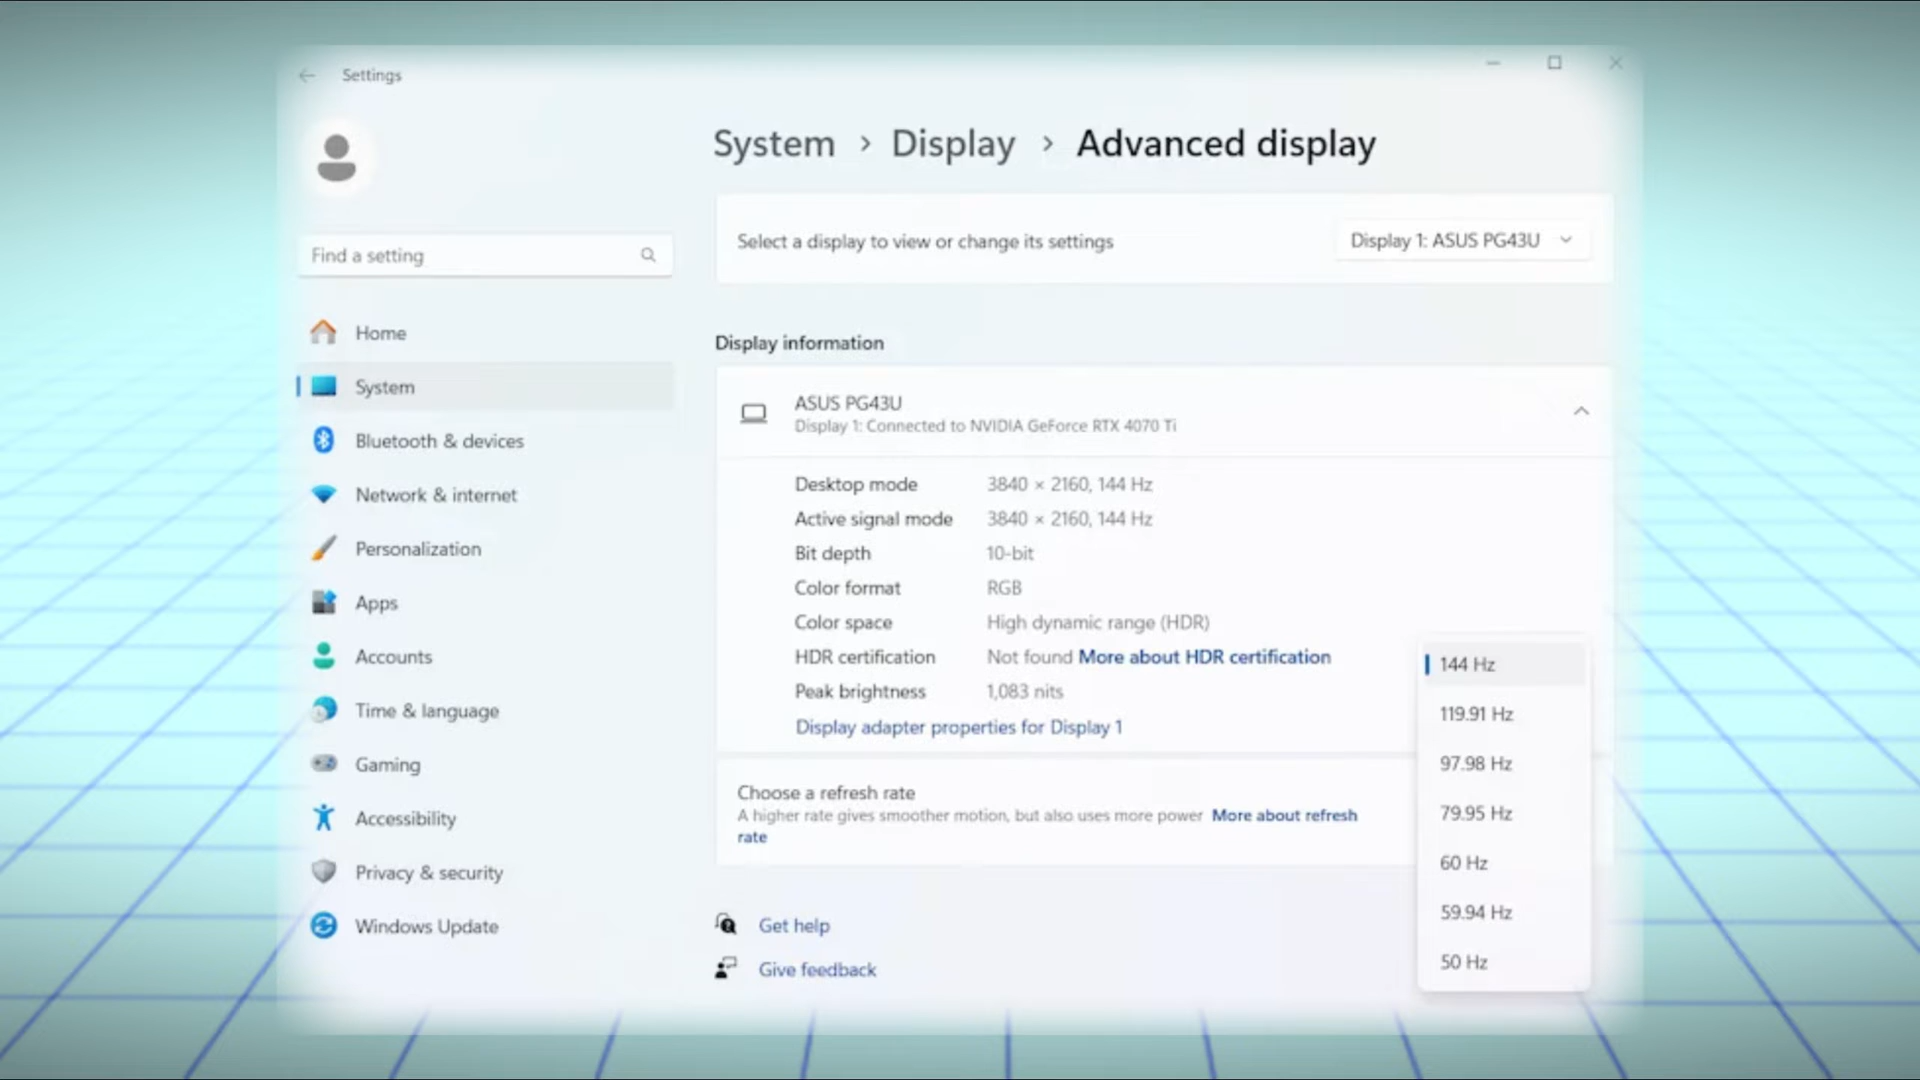 Settings
System > Display > Advanced display
Select a display to view or change its settings
Display 1: ASUS PG43U
Find a setting
Home
System
Bluetooth & devices
Network & internet
Personalization
Apps
Accounts
Time & language
Gaming
Accessibility
Privacy & security
Windows Update
Display information
ASUS PG43U
Display 1: Connected to NVIDIA GeForce RTX 4070 Ti
Desktop mode 3840 × 2160, 144 Hz
Active signal mode 3840 × 2160, 144 Hz
Bit depth 10-bit
Color format RGB
Color space High dynamic range (HDR)
HDR certification Not found More about HDR certification
Peak brightness 1,083 nits
Display adapter properties for Display 1
Choose a refresh rate
A higher rate gives smoother motion, but also uses more power More about refresh
rate
144 Hz
119.91 Hz
97.98 Hz
79.95 Hz
60 Hz
59.94 Hz
50 Hz
Get help
Give feedback